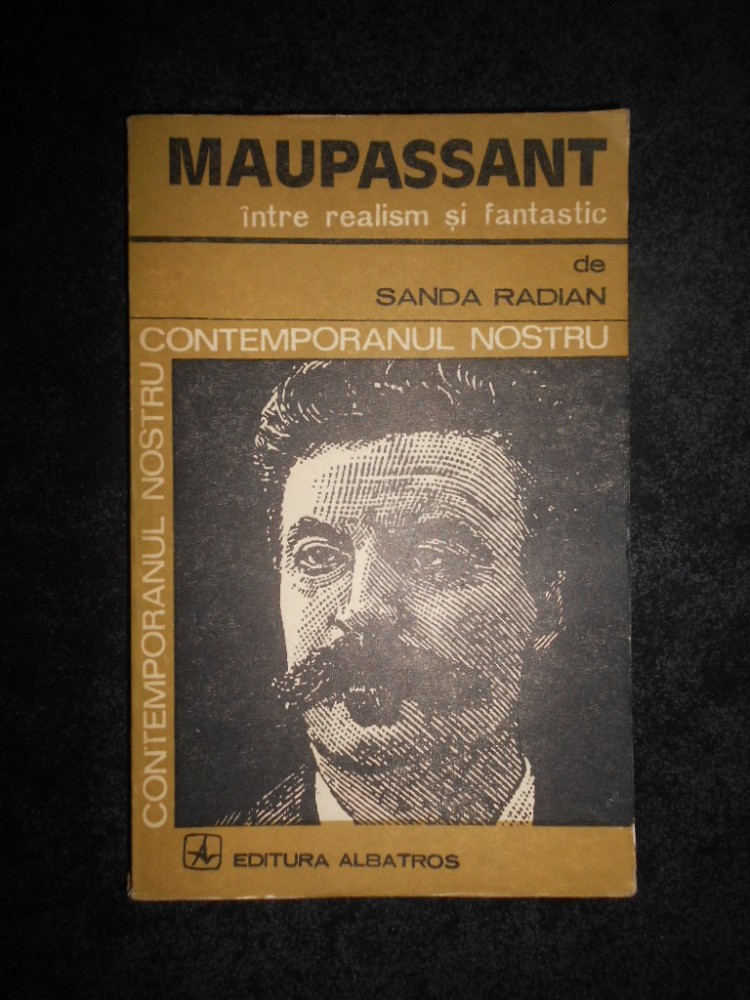 MAUPASSANT
între realism și fantastic
de
SANDA RADIAN
CONTEMPORANUL NOSTRU
CONTEMPORANUL NOSTRU
EDITURA ALBATROS